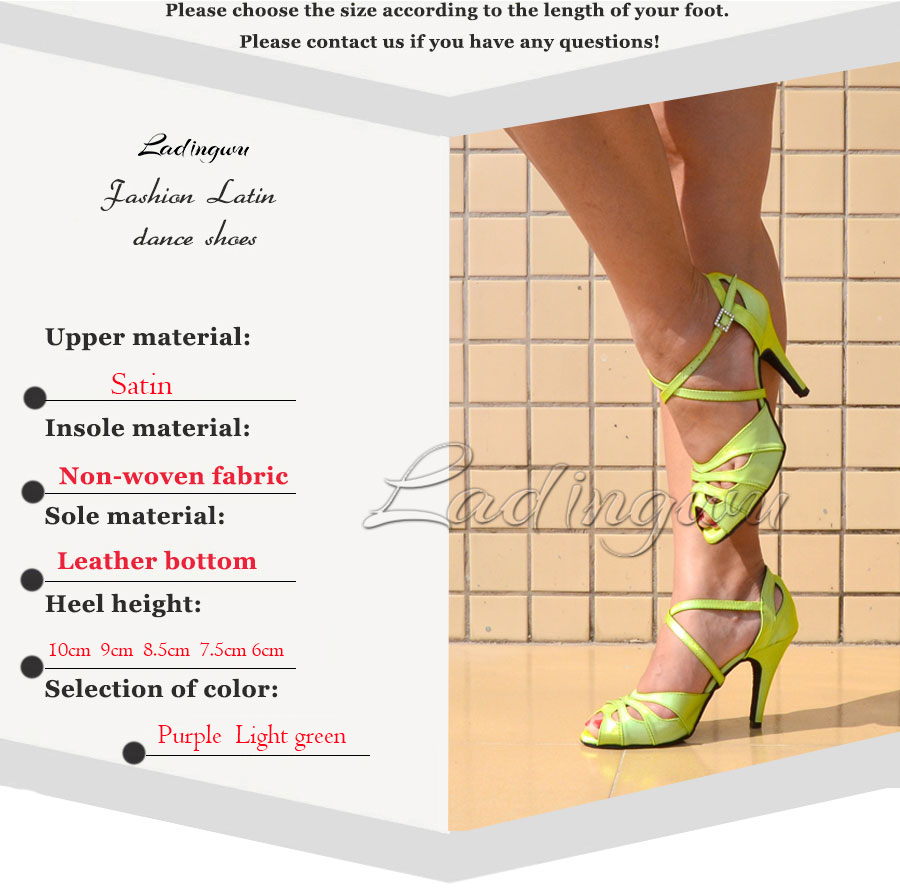 Please choose the size according to the length of your foot.
Please contact us if you have any questions!
Ladingwu
Fashion Latin
dance shoes
Upper material:
Satin
Insole material:
Non-woven fabric
Sole material:
Leather bottom
Heel height:
10cm 9cm 8.5cm 7.5cm 6cm
Selection of color:
Purple Light green
Ladingwu